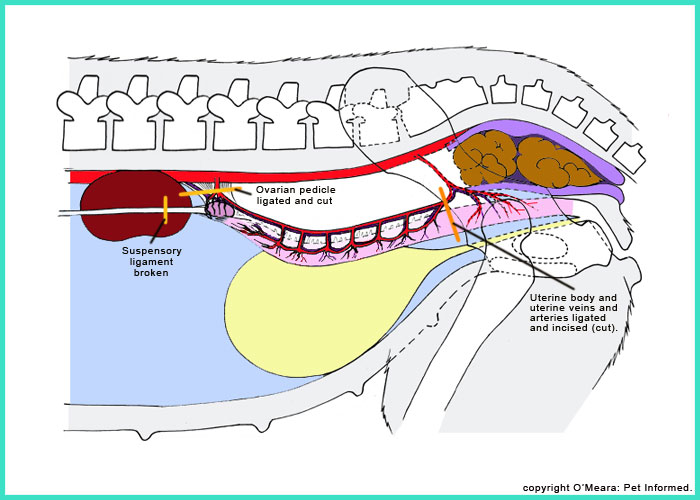 Ovarian pedicle
ligated and cut
Suspensory
ligament
broken
Uterine body and
uterine veins and
arteries ligated
and incised (cut).
copyright O'Meara: Pet Informed.